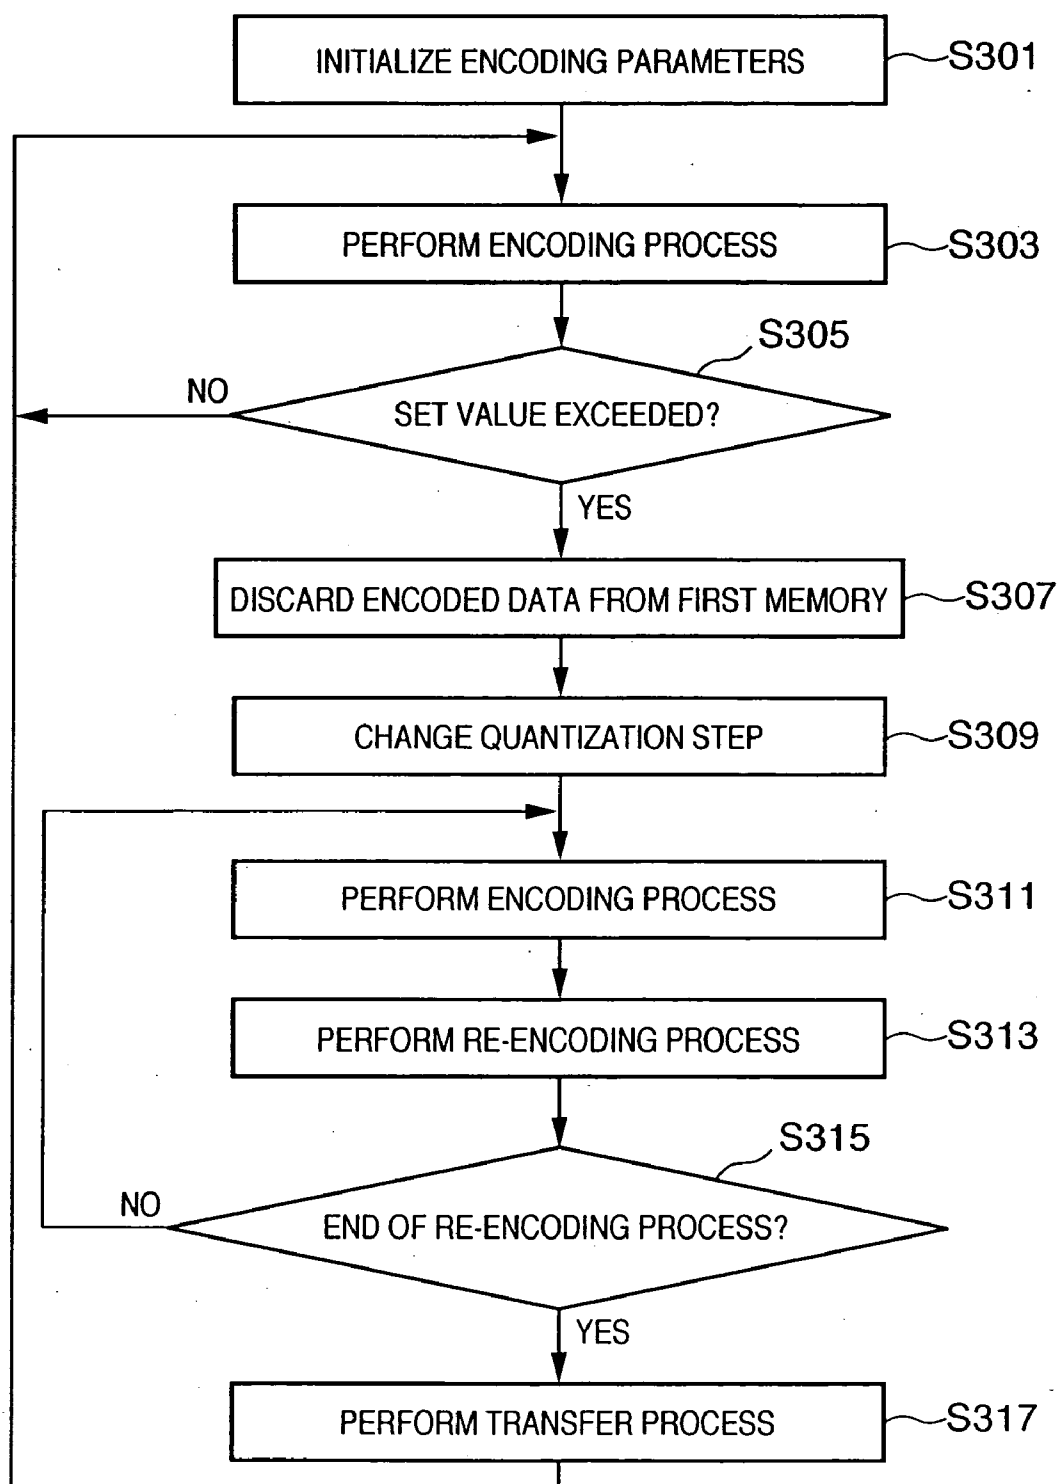 INITIALIZE ENCODING PARAMETERS
S301
PERFORM ENCODING PROCESS
S303
S305
NO
SET VALUE EXCEEDED?
YES
DISCARD ENCODED DATA FROM FIRST MEMORY
S307
CHANGE QUANTIZATION STEP
S309
PERFORM ENCODING PROCESS
S311
PERFORM RE-ENCODING PROCESS
S313
S315
NO
END OF RE-ENCODING PROCESS?
YES
PERFORM TRANSFER PROCESS
S317